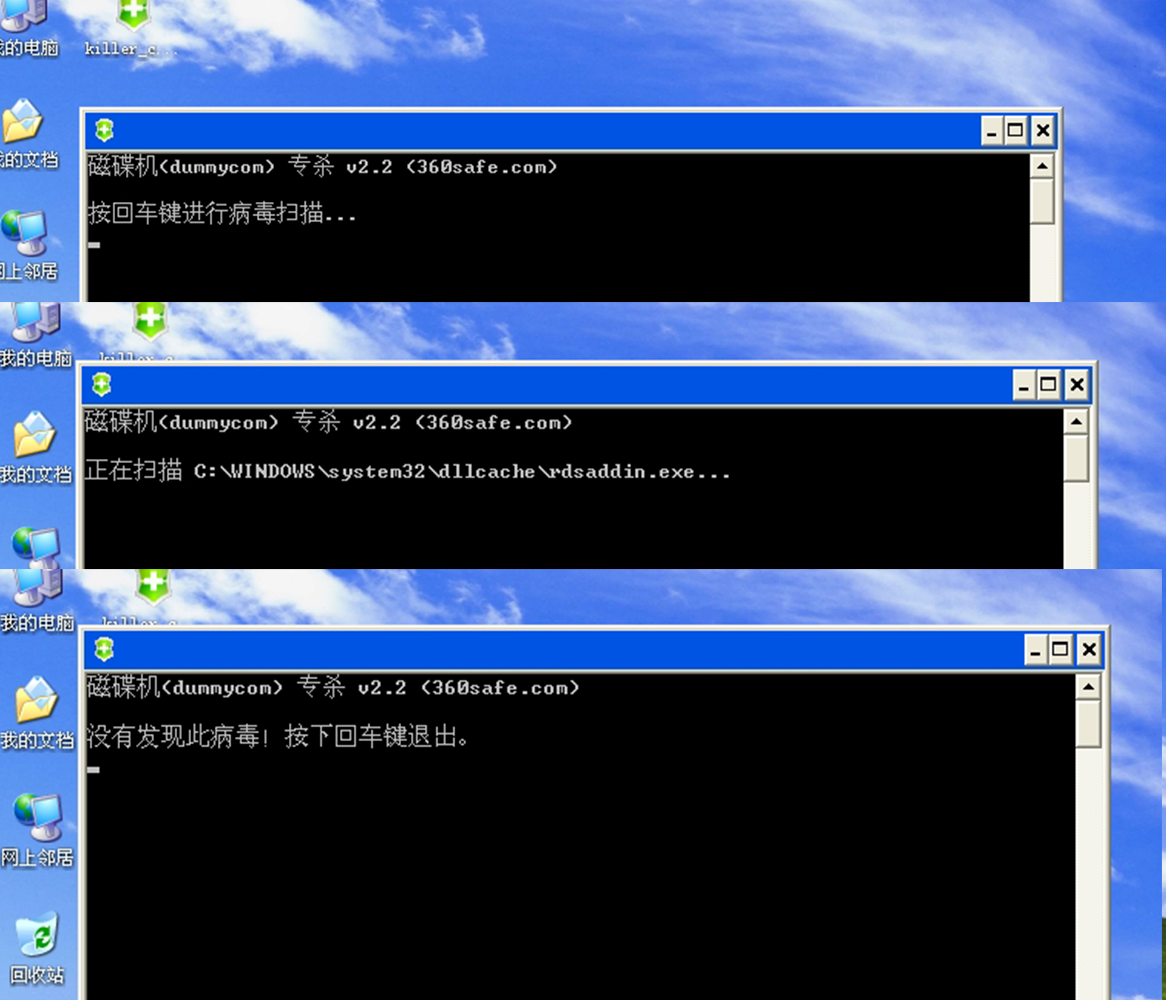 的电脑
killer_c...
的文档
上邻居
磁碟机(dummycom) 专杀 v2.2 (360safe.com)
按回车键进行病毒扫描...
我的电脑
我的文档
磁碟机(dummycom) 专杀 v2.2 (360safe.com)
正在扫描 C:\WINDOWS\system32\dllcache\rdsaddin.exe...
我的电脑
我的文档
网上邻居
回收站
磁碟机(dummycom) 专杀 v2.2 (360safe.com)
没有发现此病毒! 按下回车键退出。